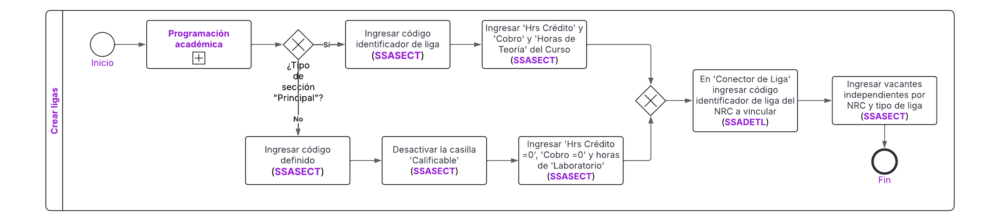 Crear ligas
Inicio
Programación
académica
¿Tipo
de
sección
"Principal"?
Sí
Ingresar código
identificador de liga
(SSASECT)
Ingresar 'Hrs Crédito' y
'Cobro' y 'Horas de
Teoría' del Curso
(SSASECT)
No
Ingresar código
definido
(SSASECT)
Desactivar la casilla
'Calificable'
(SSASECT)
Ingresar 'Hrs Crédito
=0', 'Cobro =0' y horas
de 'Laboratorio'
(SSASECT)
En 'Conector de Liga'
ingresar código
identificador de liga del
NRC a vincular
(SSADETL)
Ingresar vacantes
independientes por
NRC y tipo de liga
(SSASECT)
Fin